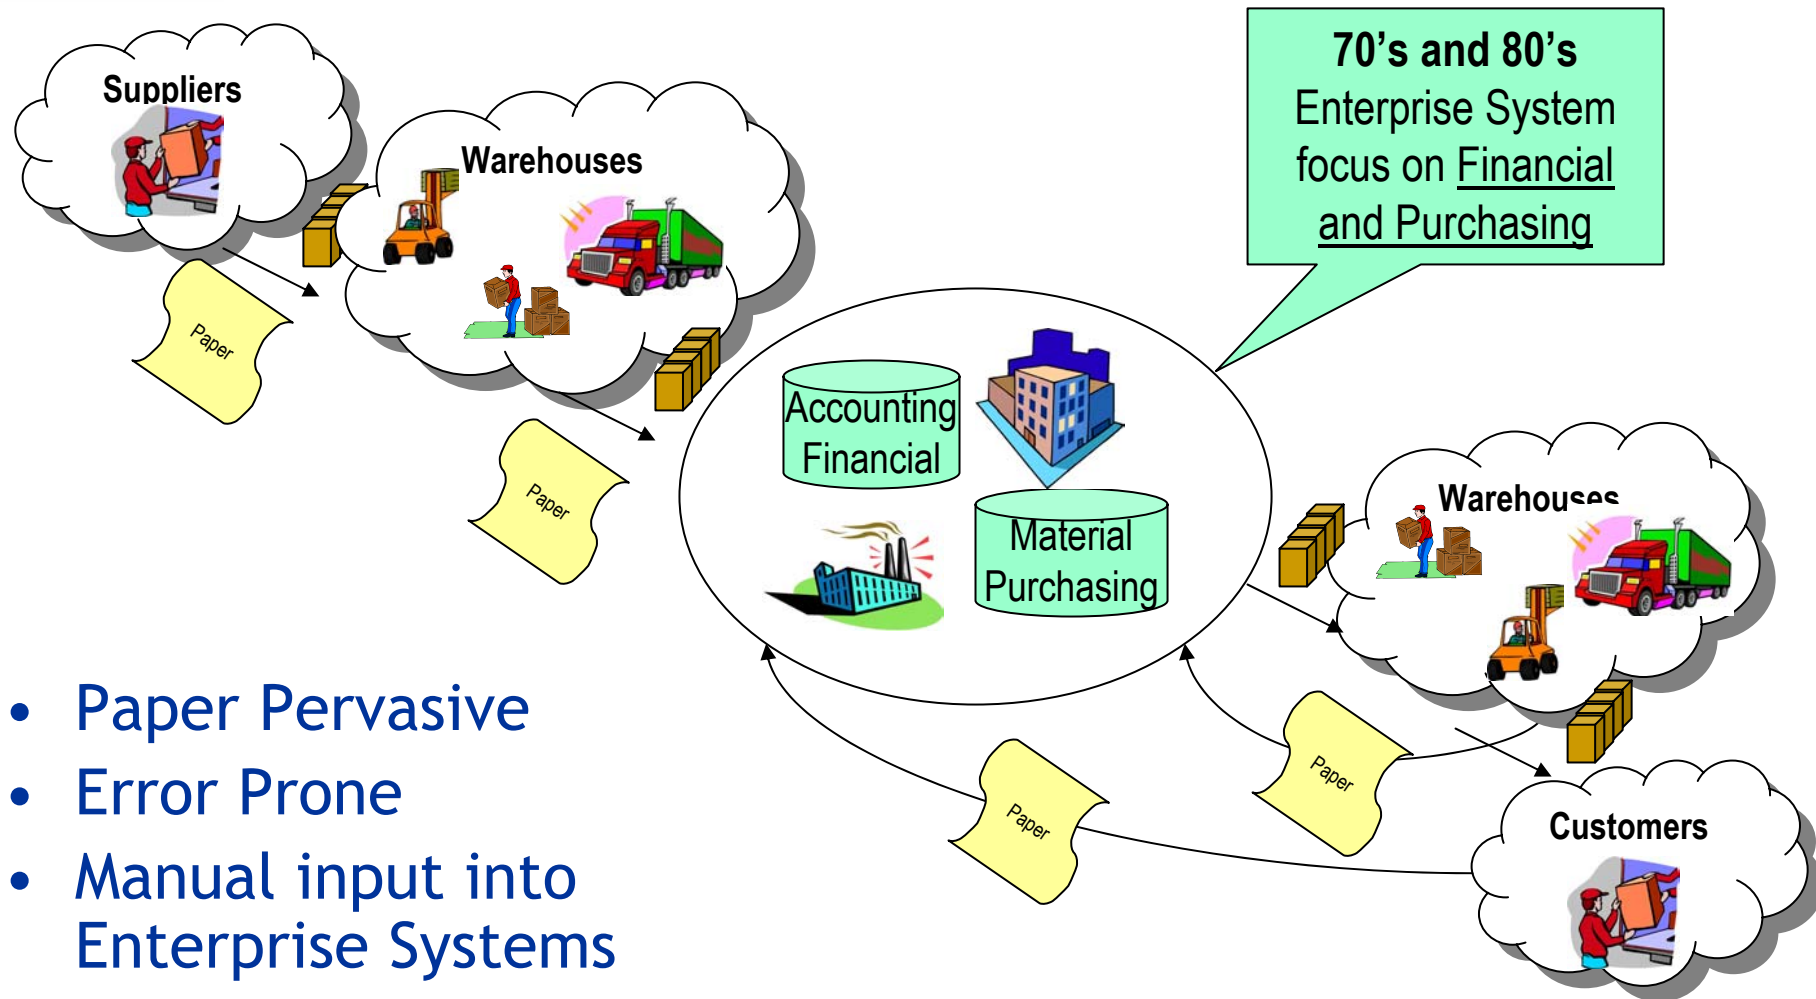 Suppliers
Warehouses
70's and 80's
Enterprise System
focus on Financial
and Purchasing
Paper
Paper
Accounting
Financial
Material
Purchasing
Warehouses
Paper
Paper
Customers
• Paper Pervasive
• Error Prone
• Manual input into
Enterprise Systems